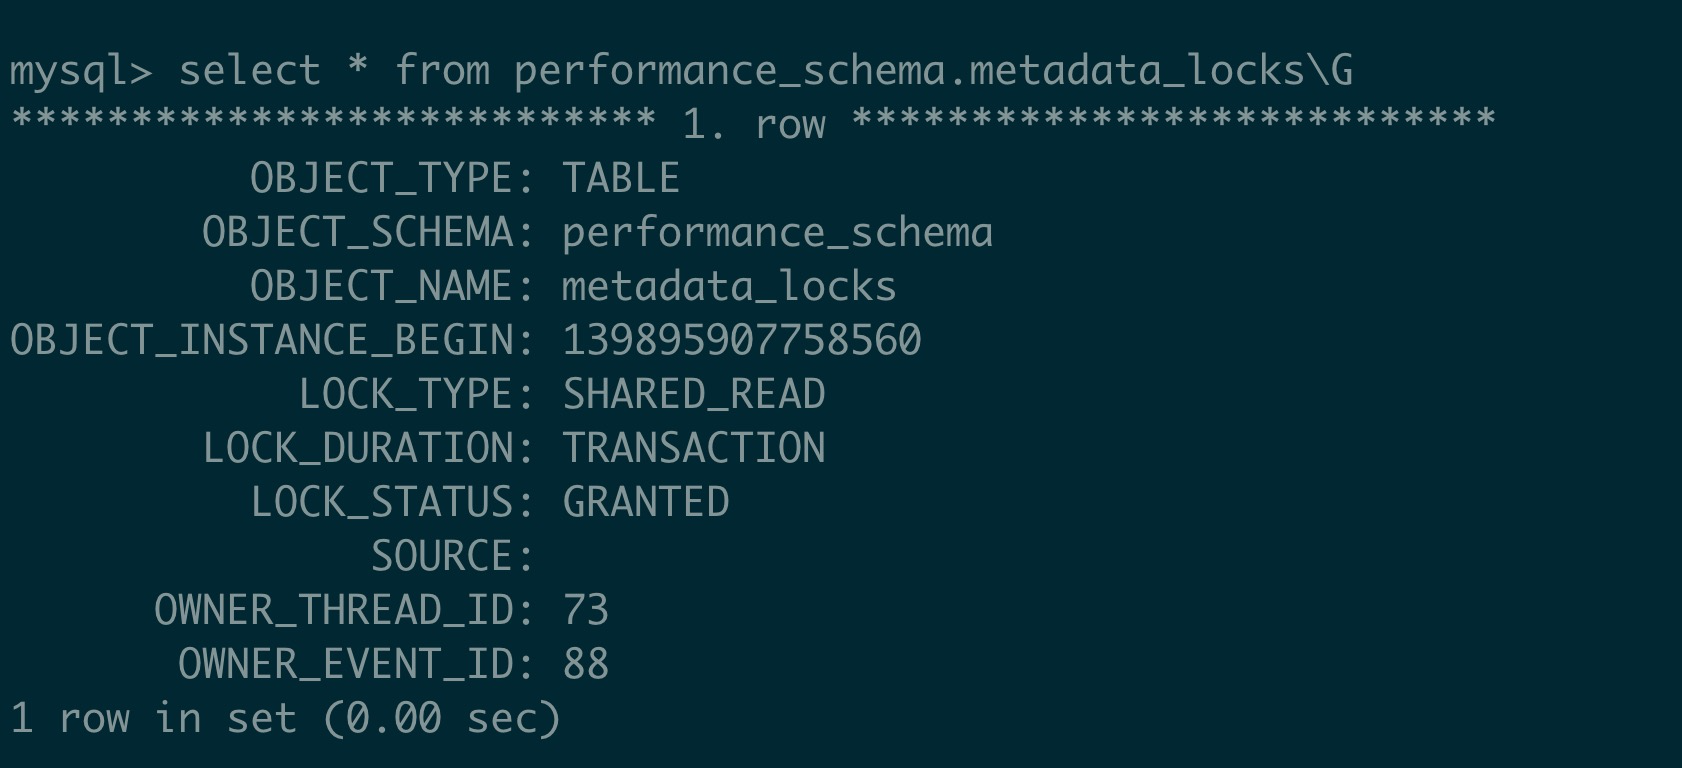 mysql> select * from performance_schema.metadata_locks\G
*************************** 1. row ***************************
OBJECT_TYPE: TABLE
OBJECT_SCHEMA: performance_schema
OBJECT_NAME: metadata_locks
OBJECT_INSTANCE_BEGIN: 139895907758560
LOCK_TYPE: SHARED_READ
LOCK_DURATION: TRANSACTION
LOCK_STATUS: GRANTED
SOURCE:
OWNER_THREAD_ID: 73
OWNER_EVENT_ID: 88
1 row in set (0.00 sec)